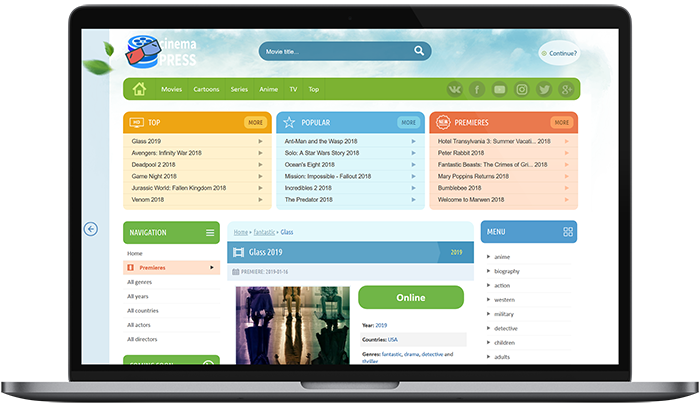 cinema
PRESS
Movie title...
Continue?
Movies
Cartoons
Series
Anime
TV
Top
HD
TOP
MORE
Glass 2019
Avengers: Infinity War 2018
Deadpool 2 2018
Game Night 2018
Jurassic World: Fallen Kingdom 2018
Venom 2018
POPULAR
MORE
Ant-Man and the Wasp 2018
Solo: A Star Wars Story 2018
Ocean's Eight 2018
Mission: Impossible - Fallout 2018
Incredibles 2 2018
The Predator 2018
NEW
PREMIERES
MORE
Hotel Transylvania 3: Summer Vacati... 2018
Peter Rabbit 2018
Fantastic Beasts: The Crimes of Gri... 2018
Mary Poppins Returns 2018
Bumblebee 2018
Welcome to Marwen 2018
NAVIGATION
Home
Premieres
All genres
All years
All countries
All actors
All directors
COMING SOON
Home » fantastic » Glass
Glass 2019
2019
PREMIERE: 2019-01-16
Online
Year: 2019
Countries: USA
Genres: fantastic, drama, detective and
thriller
MENU
anime
biography
action
western
military
detective
children
adults